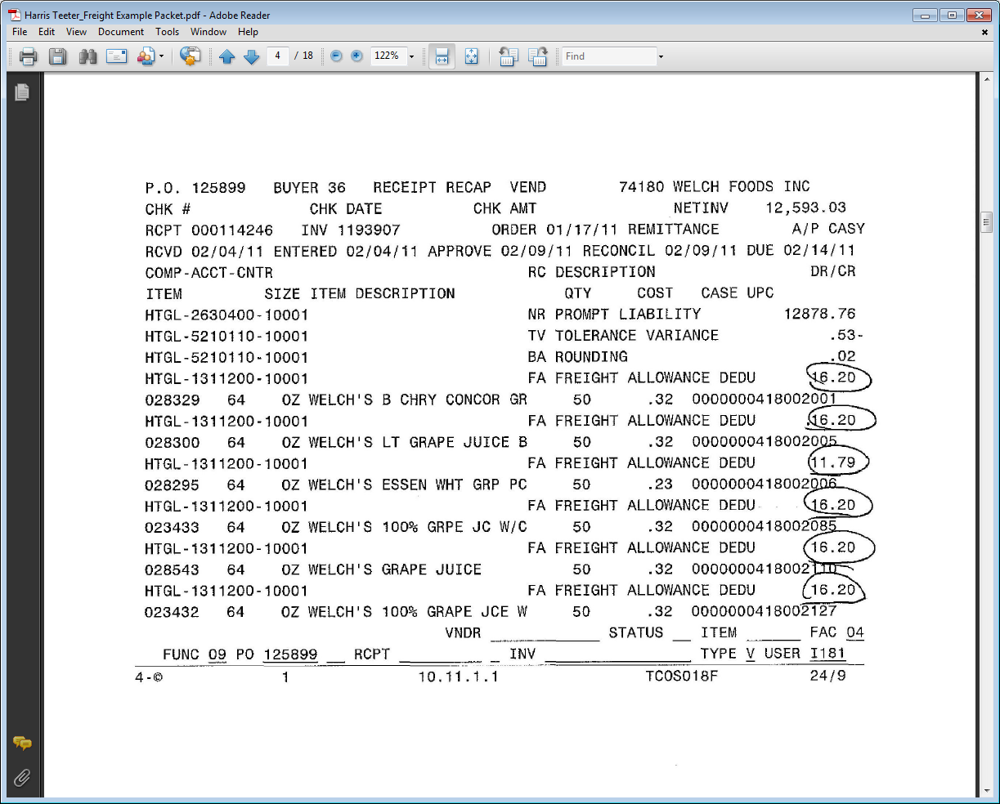 Harris Teeter_Freight Example Packet.pdf - Adobe Reader
File Edit View Document Tools Window Help
4 / 18 122% Find
P.O. 125899 BUYER 36 RECEIPT RECAP VEND 74180 WELCH FOODS INC
CHK # CHK DATE CHK AMT NETINV 12,593.03
RCPT 000114246 INV 1193907 ORDER 01/17/11 REMITTANCE A/P CASY
RCVD 02/04/11 ENTERED 02/04/11 APPROVE 02/09/11 RECONCIL 02/09/11 DUE 02/14/11
COMP-ACCT-CNTR RC DESCRIPTION DR/CR
ITEM SIZE ITEM DESCRIPTION QTY COST CASE UPC
HTGL-2630400-10001 NR PROMPT LIABILITY 12878.76
HTGL-5210110-10001 TV TOLERANCE VARIANCE .53-
HTGL-5210110-10001 BA ROUNDING .02
HTGL-1311200-10001 FA FREIGHT ALLOWANCE DEDU 16.20
028329 64 OZ WELCH'S B CHRY CONCOR GR 50 .32 0000000418002001
HTGL-1311200-10001 FA FREIGHT ALLOWANCE DEDU 16.20
028300 64 OZ WELCH'S LT GRAPE JUICE B 50 .32 0000000418002005
HTGL-1311200-10001 FA FREIGHT ALLOWANCE DEDU 11.79
028295 64 OZ WELCH'S ESSEN WHT GRP PC 50 .23 0000000418002006
HTGL-1311200-10001 FA FREIGHT ALLOWANCE DEDU 16.20
023433 64 OZ WELCH'S 100% GRPE JC W/C 50 .32 0000000418002085
HTGL-1311200-10001 FA FREIGHT ALLOWANCE DEDU 16.20
028543 64 OZ WELCH'S GRAPE JUICE 50 .32 0000000418002110
HTGL-1311200-10001 FA FREIGHT ALLOWANCE DEDU 16.20
023432 64 OZ WELCH'S 100% GRAPE JCE W 50 .32 0000000418002127
VNDR STATUS ITEM FAC 04
FUNC 09 PO 125899 RCPT INV TYPE V USER I181
4-© 1 10.11.1.1 TCOS018F 24/9